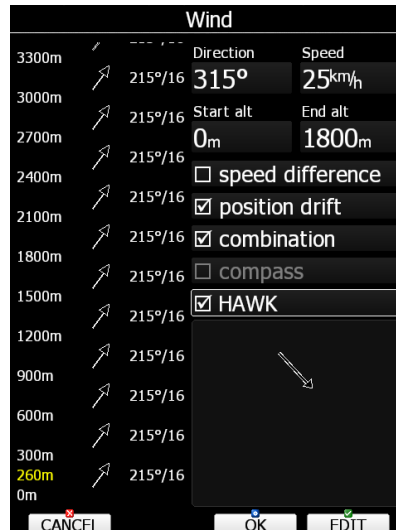 Wind
3300m
215°/16
3000m
215°/16
2700m
215°/16
2400m
215°/16
2100m
215°/16
1800m
215°/16
1500m
215°/16
1200m
215°/16
900m
215°/16
600m
215°/16
300m
260m
215°/16
0m
Direction
Speed
315°
25km/h
Start alt
End alt
0m
1800m
speed difference
position drift
combination
compass
HAWK
CANCEL
OK
EDIT